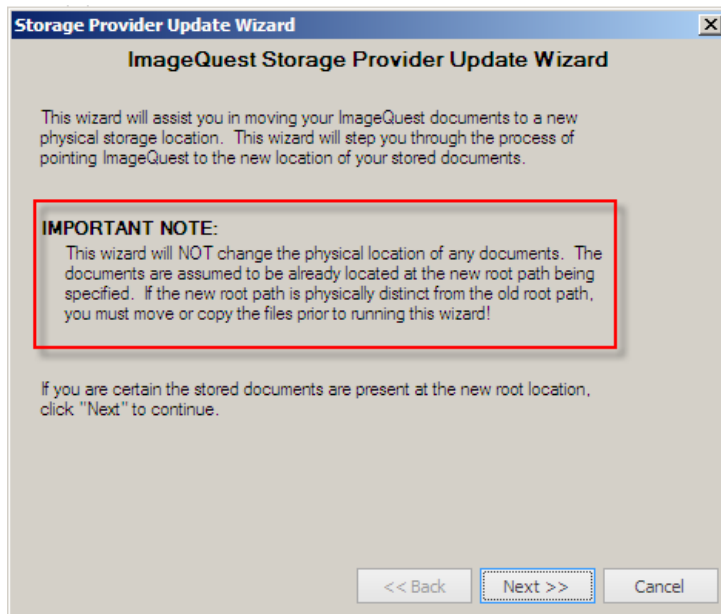 Storage Provider Update Wizard
ImageQuest Storage Provider Update Wizard
This wizard will assist you in moving your ImageQuest documents to a new
physical storage location.  This wizard will step you through the process of
pointing ImageQuest to the new location of your stored documents.
IMPORTANT NOTE:
This wizard will NOT change the physical location of any documents.  The
documents are assumed to be already located at the new root path being
specified.  If the new root path is physically distinct from the old root path,
you must move or copy the files prior to running this wizard!
If you are certain the stored documents are present at the new root location,
click "Next" to continue.
<< Back Next >> Cancel